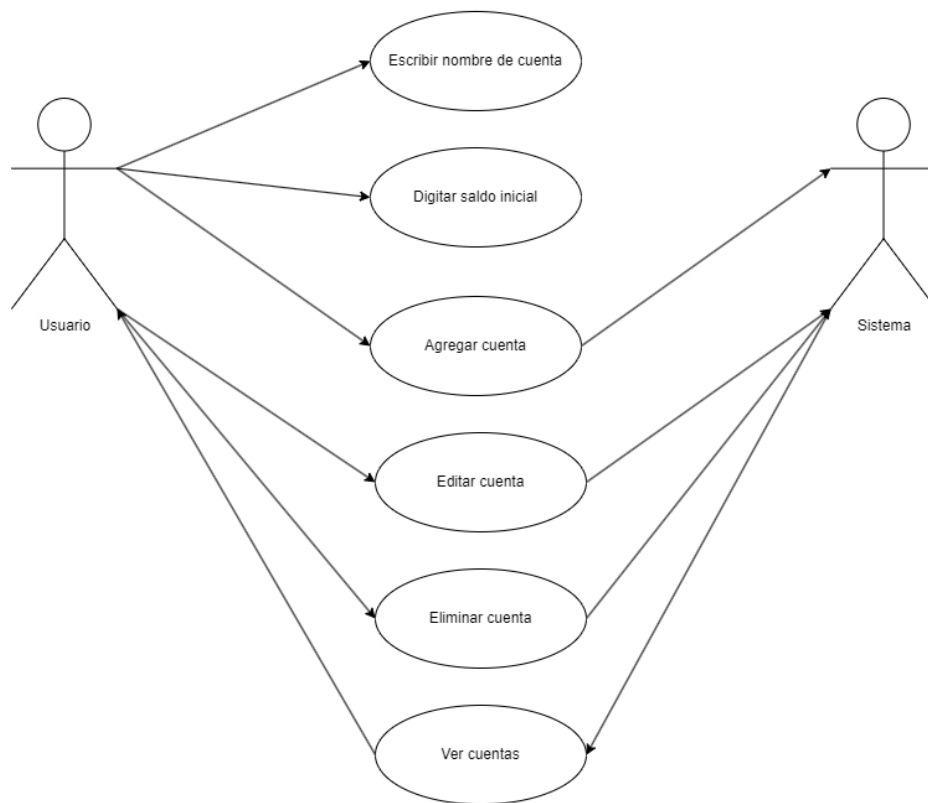 Escribir nombre de cuenta
Digitar saldo inicial
Usuario
Sistema
Agregar cuenta
Editar cuenta
Eliminar cuenta
Ver cuentas